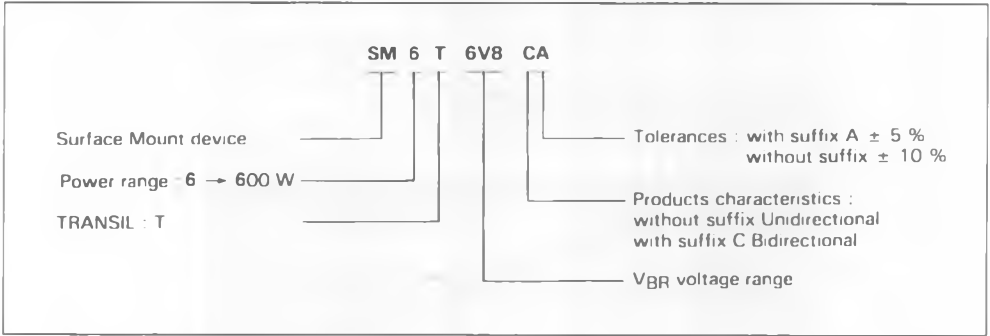 SM 6 T 6V8 CA
Surface Mount device
Power range 6 → 600 W
TRANSIL : T
Tolerances : with suffix A ± 5 %
without suffix ± 10 %
Products characteristics :
without suffix Unidirectional
with suffix C Bidirectional
VBR voltage range